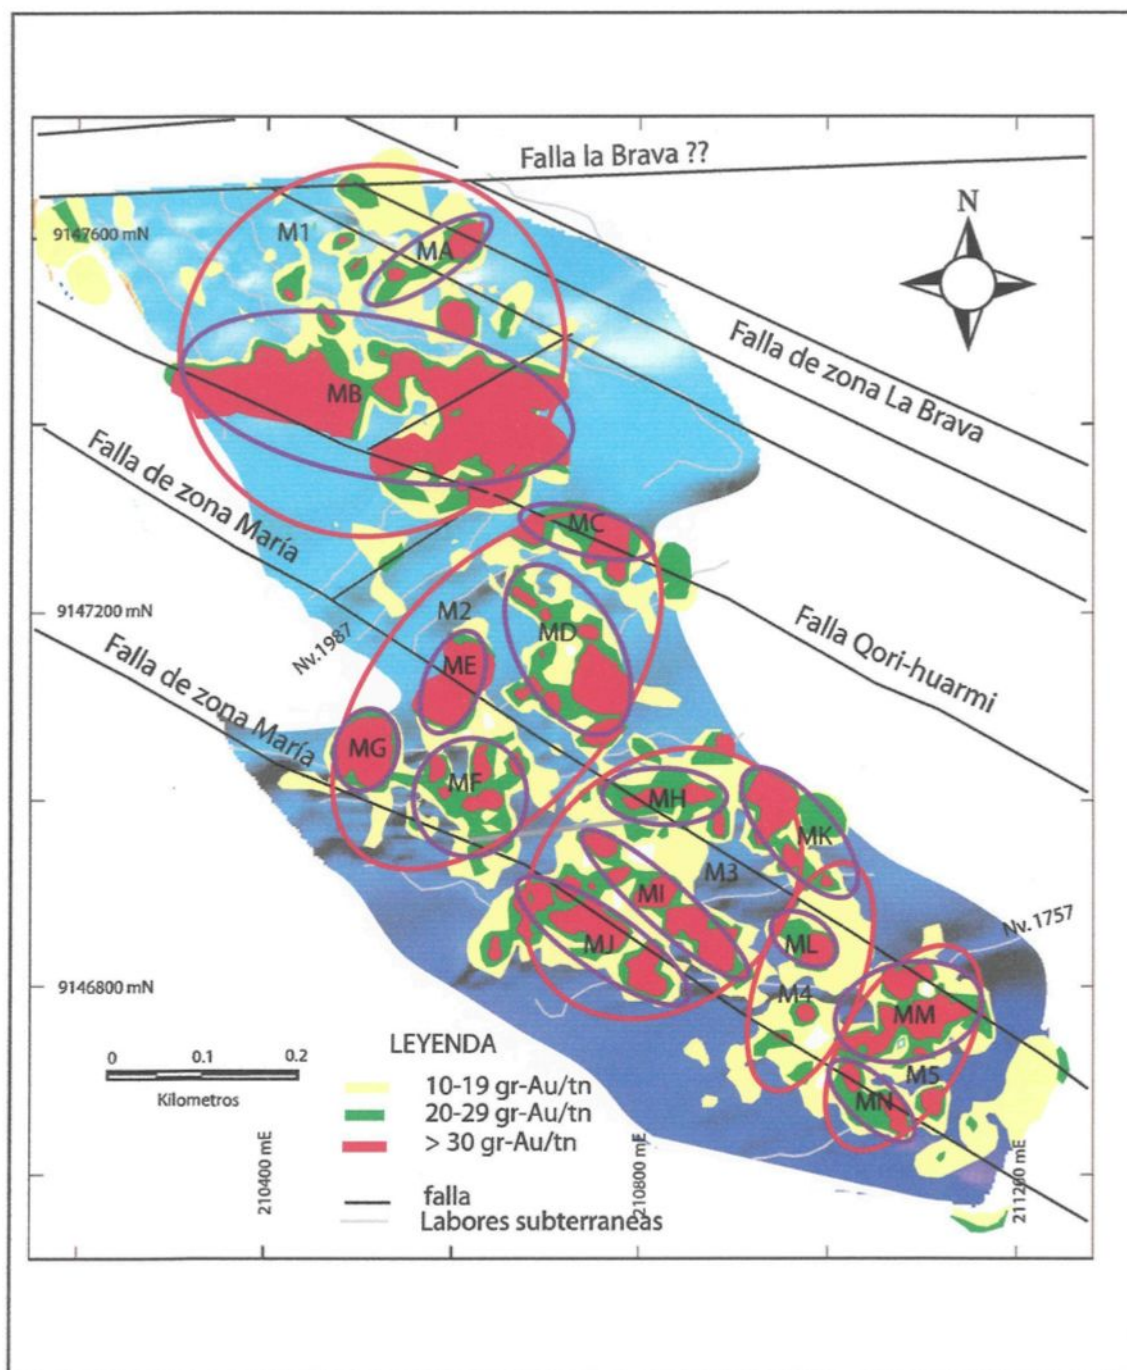 Falla la Brava ??
N
M1
MA
9147600 mN
Falla de zona La Brava
MB
Falla de zona María
MC
9147200 mN
M2
MD
Nv.1987
ME
Falla Qori-huarmi
Falla de zona María
MG
MF
MH
MK
M3
MI
MJ
ML
Nv.1757
9146800 mN
M4
MM
M5
MN
0 0.1 0.2
Kilometros
LEYENDA
10-19 gr-Au/tn
20-29 gr-Au/tn
> 30 gr-Au/tn
falla
Labores subterraneas
210400 mE
210800 mE
211200 mE